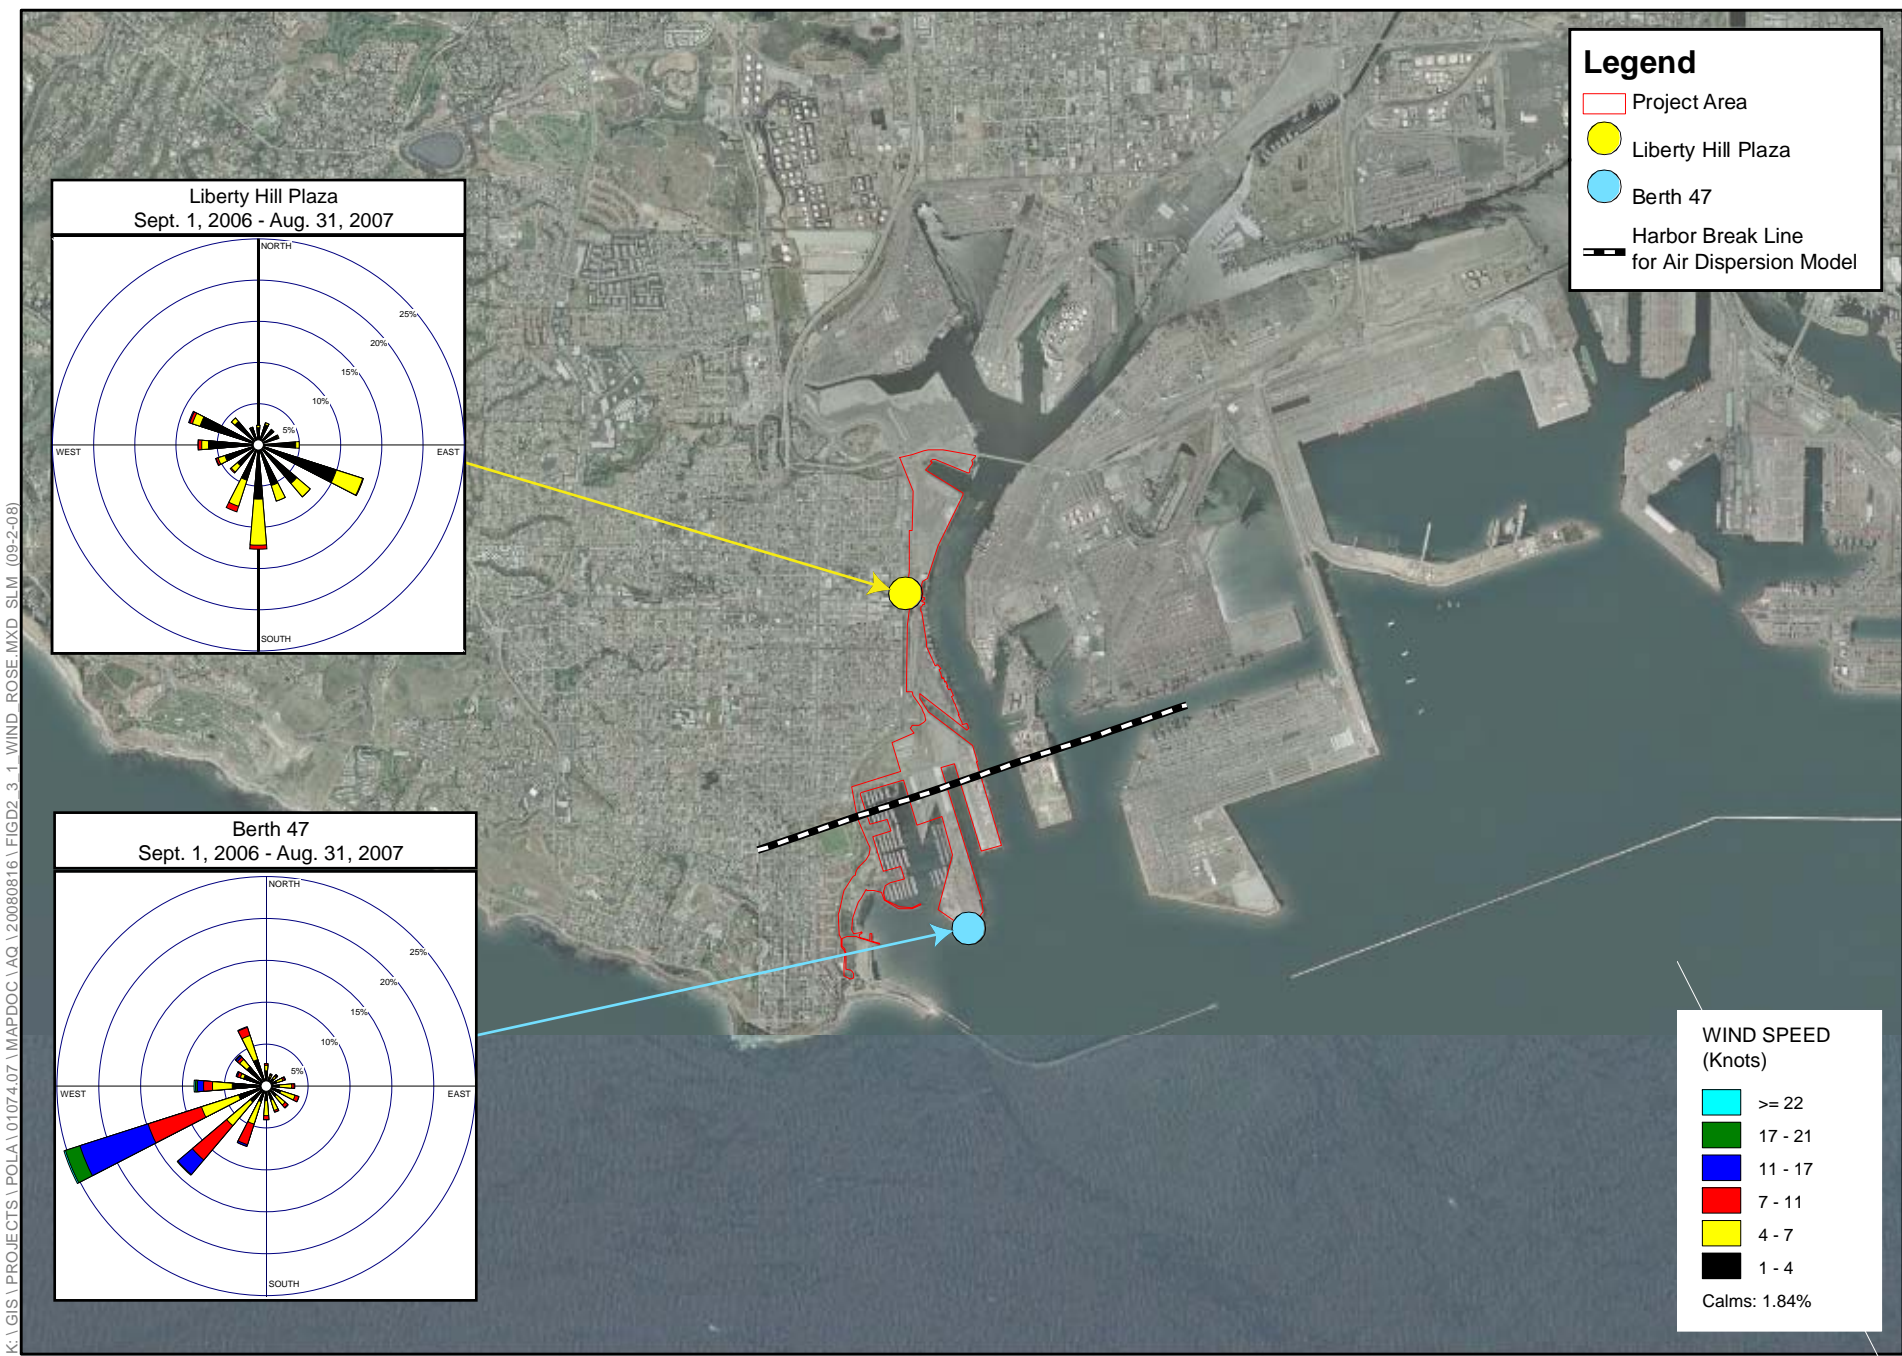 Legend
Project Area
Liberty Hill Plaza
Berth 47
Harbor Break Line
for Air Dispersion Model
Liberty Hill Plaza
Sept. 1, 2006 - Aug. 31, 2007
NORTH
25%
20%
15%
10%
5%
WEST
EAST
SOUTH
Berth 47
Sept. 1, 2006 - Aug. 31, 2007
NORTH
25%
20%
15%
10%
5%
WEST
EAST
SOUTH
WIND SPEED
(Knots)
>= 22
17 - 21
11 - 17
7 - 11
4 - 7
1 - 4
Calms: 1.84%
K: \ GIS \ PROJECTS \ POLA \ 01074.07 \ MAPDOC \ AQ \ 20080816 \ FIGD2_3_1_WIND_ROSE.MXD SLM (09-2-08)